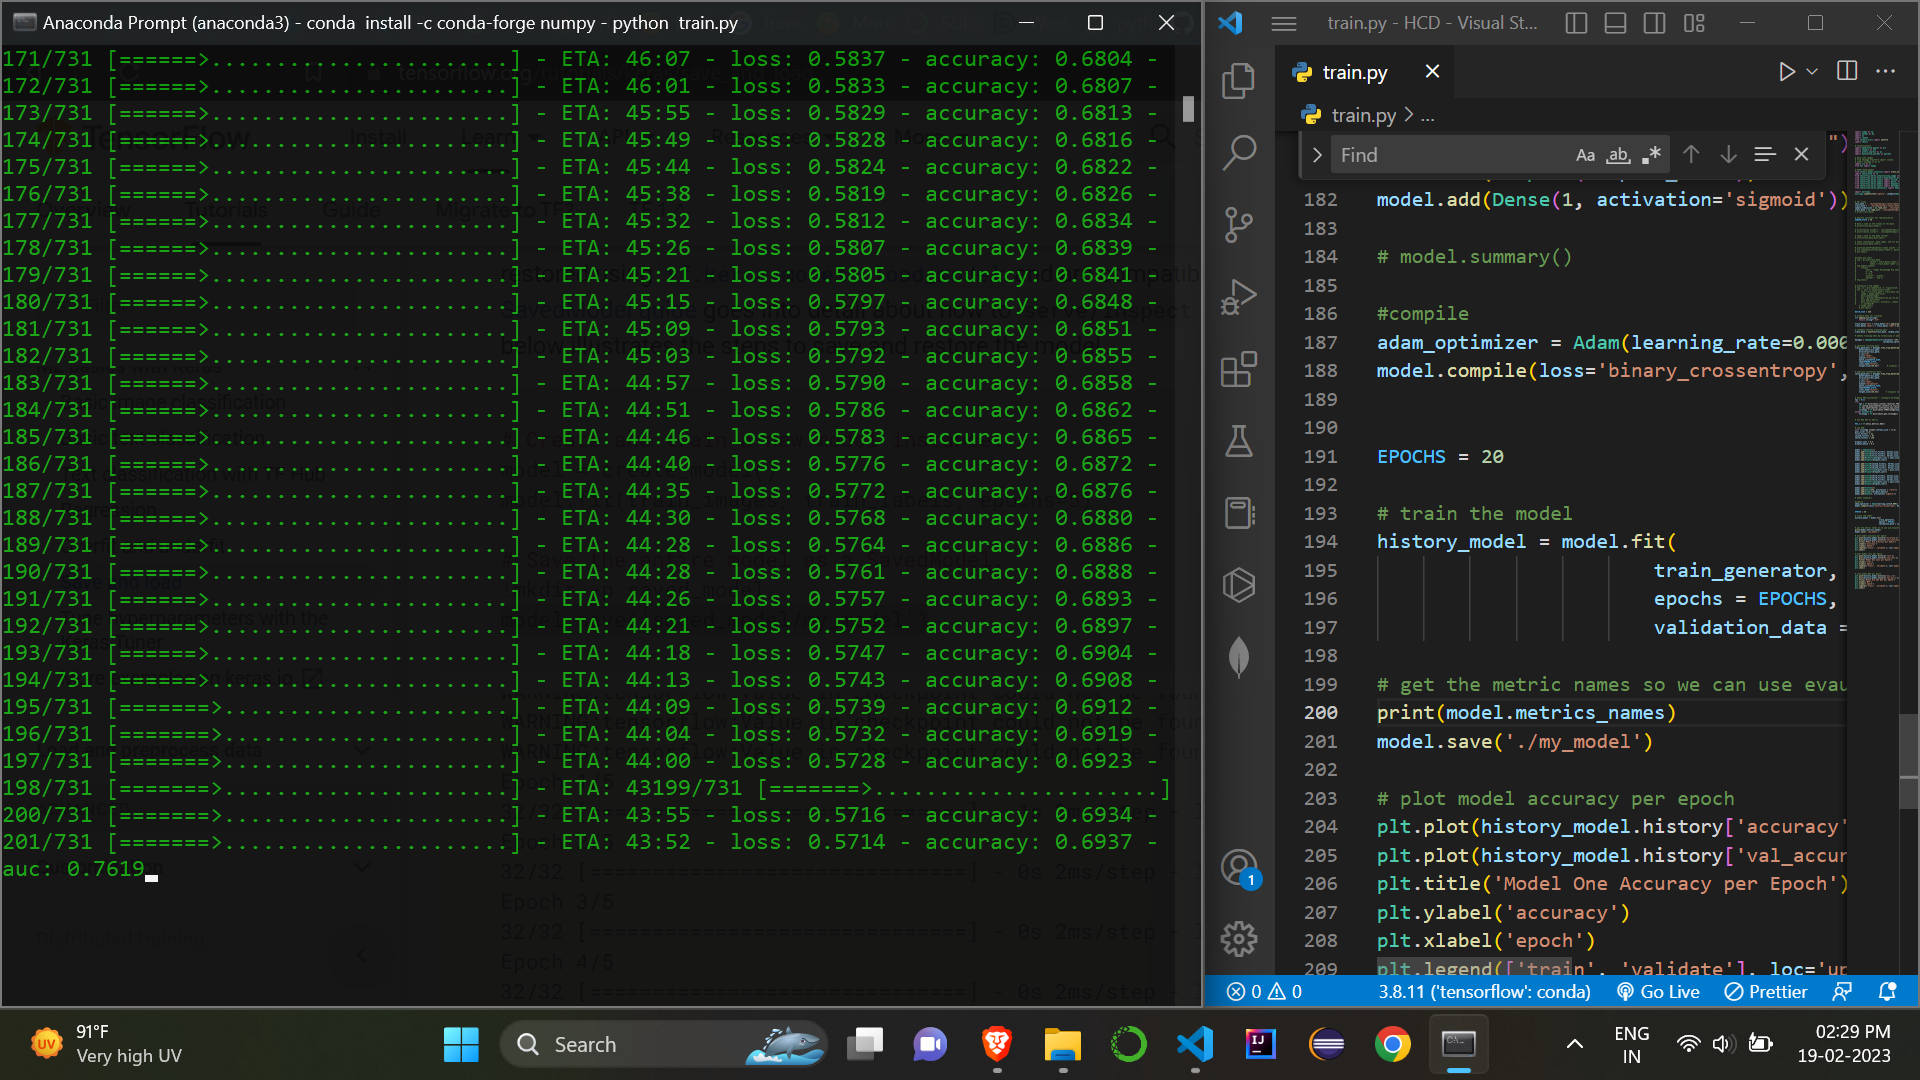 Anaconda Prompt (anaconda3) - conda  install -c conda-forge numpy - python  train.py
171/731 [======>.......................] - ETA: 46:07 - loss: 0.5837 - accuracy: 0.6804 -
172/731 [======>.......................] - ETA: 46:01 - loss: 0.5833 - accuracy: 0.6807 -
173/731 [======>.......................] - ETA: 45:55 - loss: 0.5829 - accuracy: 0.6813 -
174/731 [======>.......................] - ETA: 45:49 - loss: 0.5828 - accuracy: 0.6816 -
175/731 [======>.......................] - ETA: 45:44 - loss: 0.5824 - accuracy: 0.6822 -
176/731 [======>.......................] - ETA: 45:38 - loss: 0.5819 - accuracy: 0.6826 -
177/731 [======>.......................] - ETA: 45:32 - loss: 0.5812 - accuracy: 0.6834 -
178/731 [======>.......................] - ETA: 45:26 - loss: 0.5807 - accuracy: 0.6839 -
179/731 [======>.......................] - ETA: 45:21 - loss: 0.5805 - accuracy: 0.6841 -
180/731 [======>.......................] - ETA: 45:15 - loss: 0.5797 - accuracy: 0.6848 -
181/731 [======>.......................] - ETA: 45:09 - loss: 0.5793 - accuracy: 0.6851 -
182/731 [======>.......................] - ETA: 45:03 - loss: 0.5792 - accuracy: 0.6855 -
183/731 [======>.......................] - ETA: 44:57 - loss: 0.5790 - accuracy: 0.6858 -
184/731 [======>.......................] - ETA: 44:51 - loss: 0.5786 - accuracy: 0.6862 -
185/731 [======>.......................] - ETA: 44:46 - loss: 0.5783 - accuracy: 0.6865 -
186/731 [======>.......................] - ETA: 44:40 - loss: 0.5776 - accuracy: 0.6872 -
187/731 [======>.......................] - ETA: 44:35 - loss: 0.5772 - accuracy: 0.6876 -
188/731 [======>.......................] - ETA: 44:30 - loss: 0.5768 - accuracy: 0.6880 -
189/731 [======>.......................] - ETA: 44:28 - loss: 0.5764 - accuracy: 0.6886 -
190/731 [======>.......................] - ETA: 44:28 - loss: 0.5761 - accuracy: 0.6888 -
191/731 [======>.......................] - ETA: 44:26 - loss: 0.5757 - accuracy: 0.6893 -
192/731 [======>.......................] - ETA: 44:21 - loss: 0.5752 - accuracy: 0.6897 -
193/731 [======>.......................] - ETA: 44:18 - loss: 0.5747 - accuracy: 0.6904 -
194/731 [======>.......................] - ETA: 44:13 - loss: 0.5743 - accuracy: 0.6908 -
195/731 [=======>......................] - ETA: 44:09 - loss: 0.5739 - accuracy: 0.6912 -
196/731 [=======>......................] - ETA: 44:04 - loss: 0.5732 - accuracy: 0.6919 -
197/731 [=======>......................] - ETA: 44:00 - loss: 0.5728 - accuracy: 0.6923 -
198/731 [=======>......................] - ETA: 43199/731 [=======>......................]
200/731 [=======>......................] - ETA: 43:55 - loss: 0.5716 - accuracy: 0.6934 -
201/731 [=======>......................] - ETA: 43:52 - loss: 0.5714 - accuracy: 0.6937 -
auc: 0.7619
train.py - HCD - Visual St...
train.py
train.py > ...
Find
Aa ab .*
")
182 model.add(Dense(1, activation='sigmoid'))
183
184 # model.summary()
185
186 #compile
187 adam_optimizer = Adam(learning_rate=0.000
188 model.compile(loss='binary_crossentropy',
189
190
191 EPOCHS = 20
192
193 # train the model
194 history_model = model.fit(
195 train_generator,
196 epochs = EPOCHS,
197 validation_data =
198
199 # get the metric names so we can use evau
200 print(model.metrics_names)
201 model.save('./my_model')
202
203 # plot model accuracy per epoch
204 plt.plot(history_model.history['accuracy'
205 plt.plot(history_model.history['val_accur
206 plt.title('Model One Accuracy per Epoch')
207 plt.ylabel('accuracy')
208 plt.xlabel('epoch')
209 plt.legend(['train', 'validate'], loc='up
1
0 0 3.8.11 ('tensorflow': conda) Go Live Prettier
UV
91°F
Very high UV
Search
IJ
ENG
IN
02:29 PM
19-02-2023